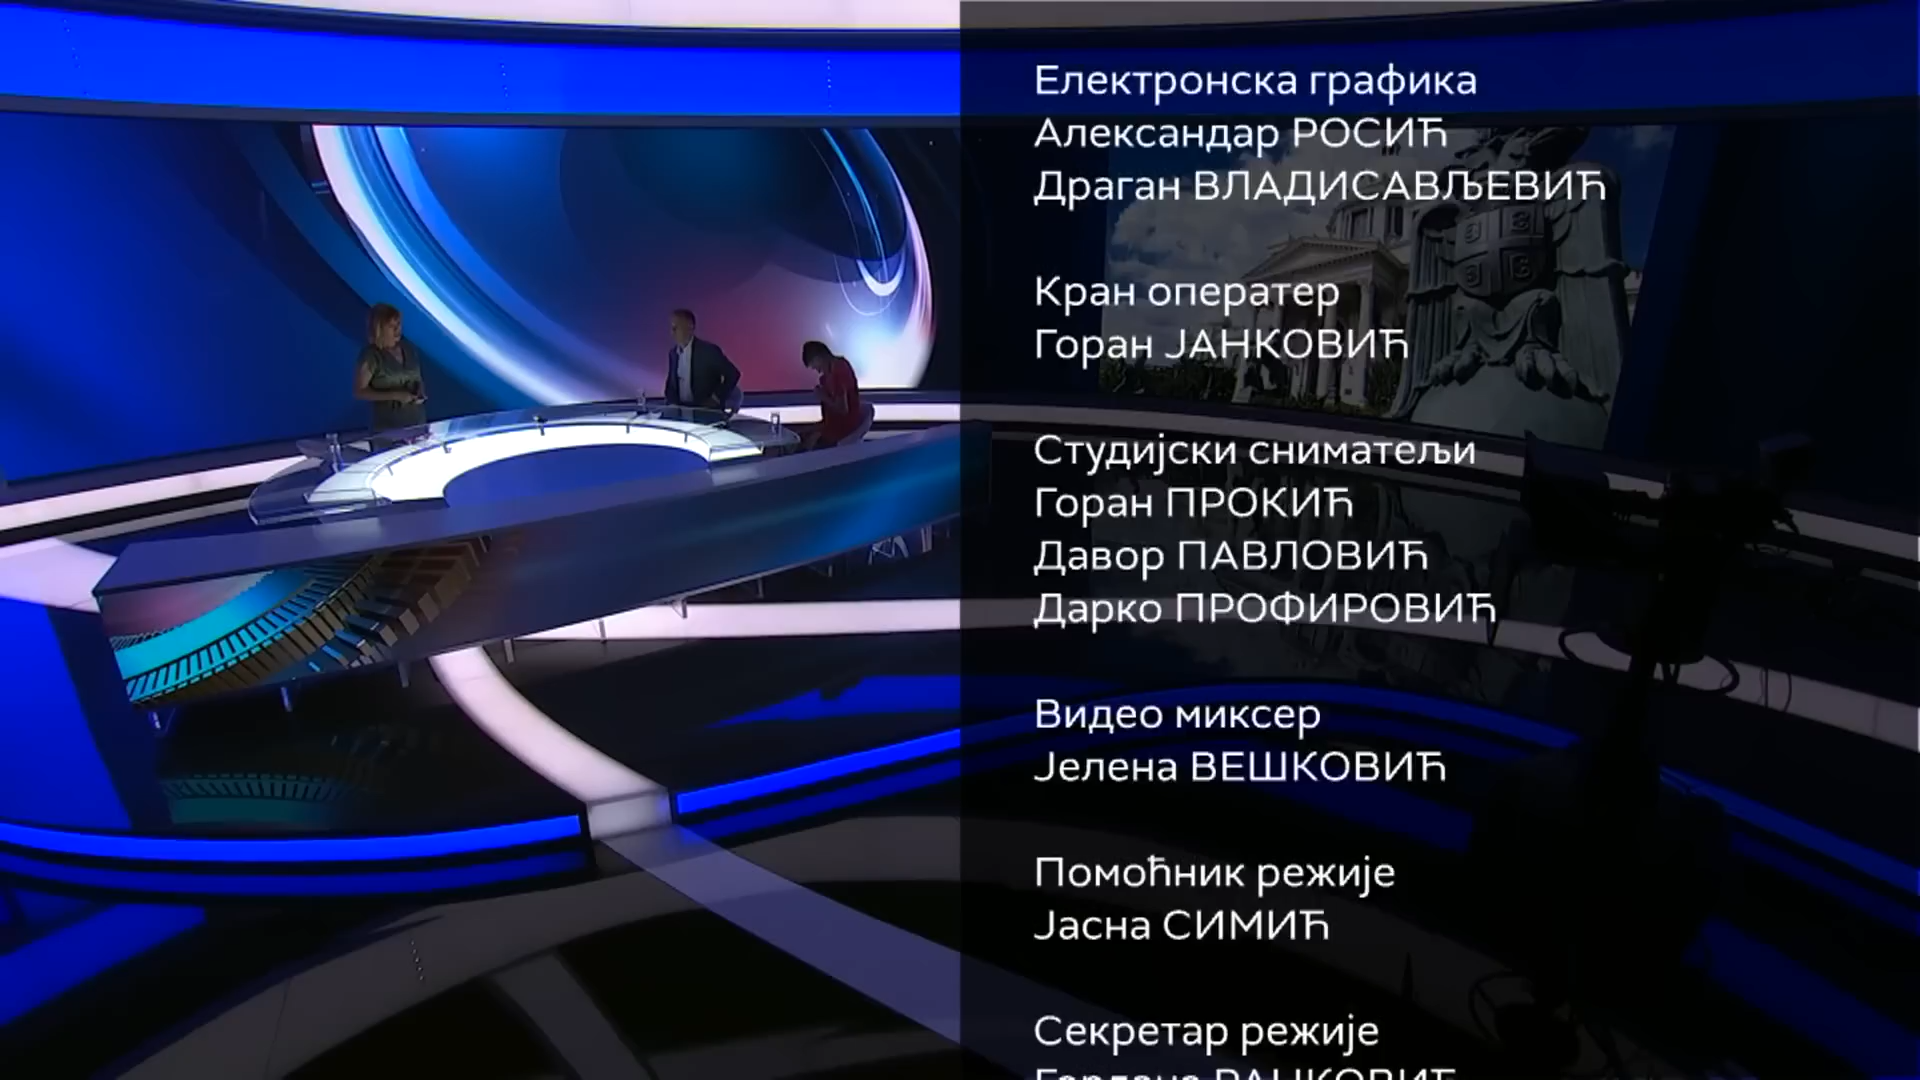 Електронска графика
Александар РОСИЋ
Драган ВЛАДИСАВЉЕВИЋ
Кран оператер
Горан ЈАНКОВИЋ
Студијски сниматељи
Горан ПРОКИЋ
Давор ПАВЛОВИЋ
Дарко ПРОФИРОВИЋ
Видео миксер
Јелена ВЕШКОВИЋ
Помоћник режије
Јасна СИМИЋ
Секретар режије